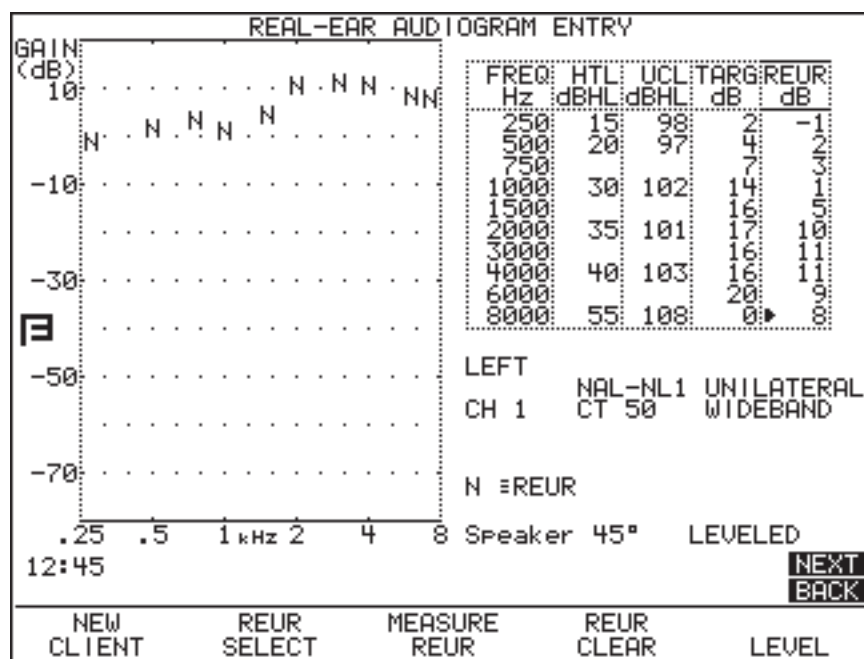 REAL-EAR AUDIOGRAM ENTRY
GAIN
(dB)
10
-10
-30
-50
-70
N N N N N N N N N N
.25 .5 1 kHz 2 4 8
12:45
FREQ HTL UCL TARG REUR
Hz dBHL dBHL dB dB
250 15 98 2 -1
500 20 97 4 2
750 7 3
1000 30 102 14 1
1500 16 5
2000 35 101 17 10
3000 16 11
4000 40 103 16 11
6000 20 9
8000 55 108 0 8
LEFT
NAL-NL1 UNILATERAL
CH 1 CT 50 WIDEBAND
N =REUR
Speaker 45° LEVELED
NEXT
BACK
NEW CLIENT
REUR SELECT
MEASURE REUR
REUR CLEAR
LEVEL